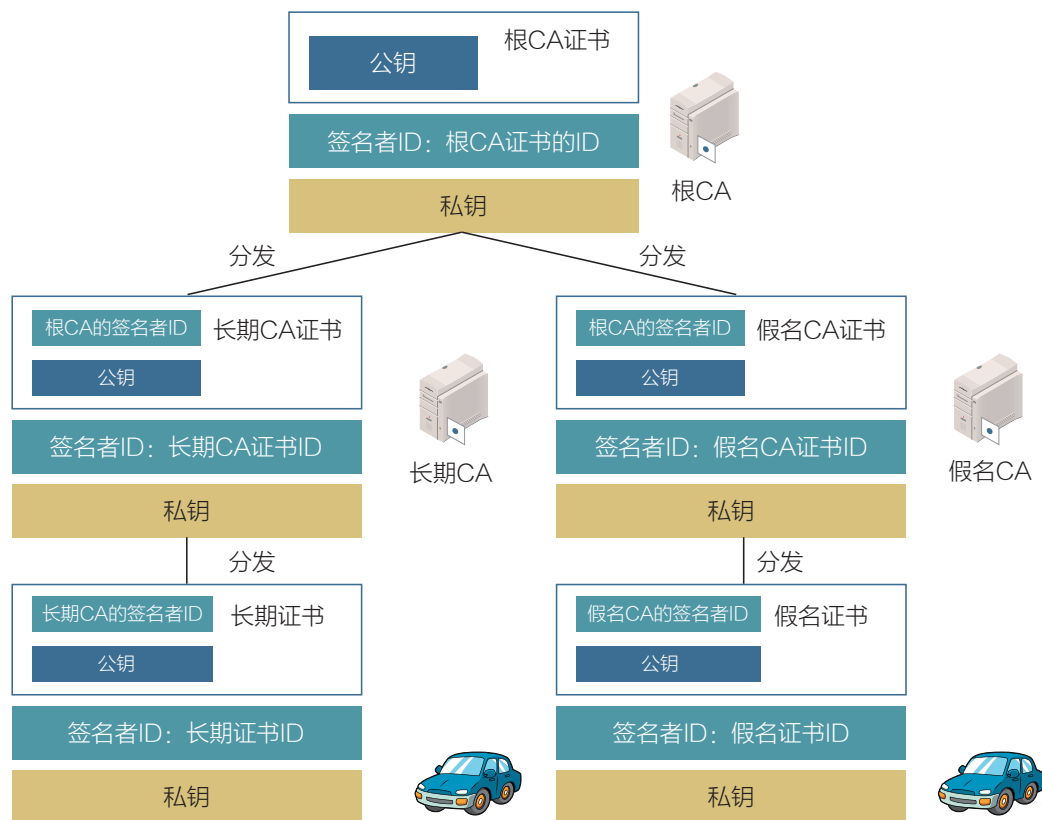 根CA证书
公钥
签名者ID：根CA证书的ID
根CA
私钥
分发
分发
根CA的签名者ID
长期CA证书
公钥
签名者ID：长期CA证书ID
长期CA
私钥
根CA的签名者ID
假名CA证书
公钥
签名者ID：假名CA证书ID
假名CA
私钥
分发
分发
长期CA的签名者ID
长期证书
公钥
签名者ID：长期证书ID
私钥
假名CA的签名者ID
假名证书
公钥
签名者ID：假名证书ID
私钥